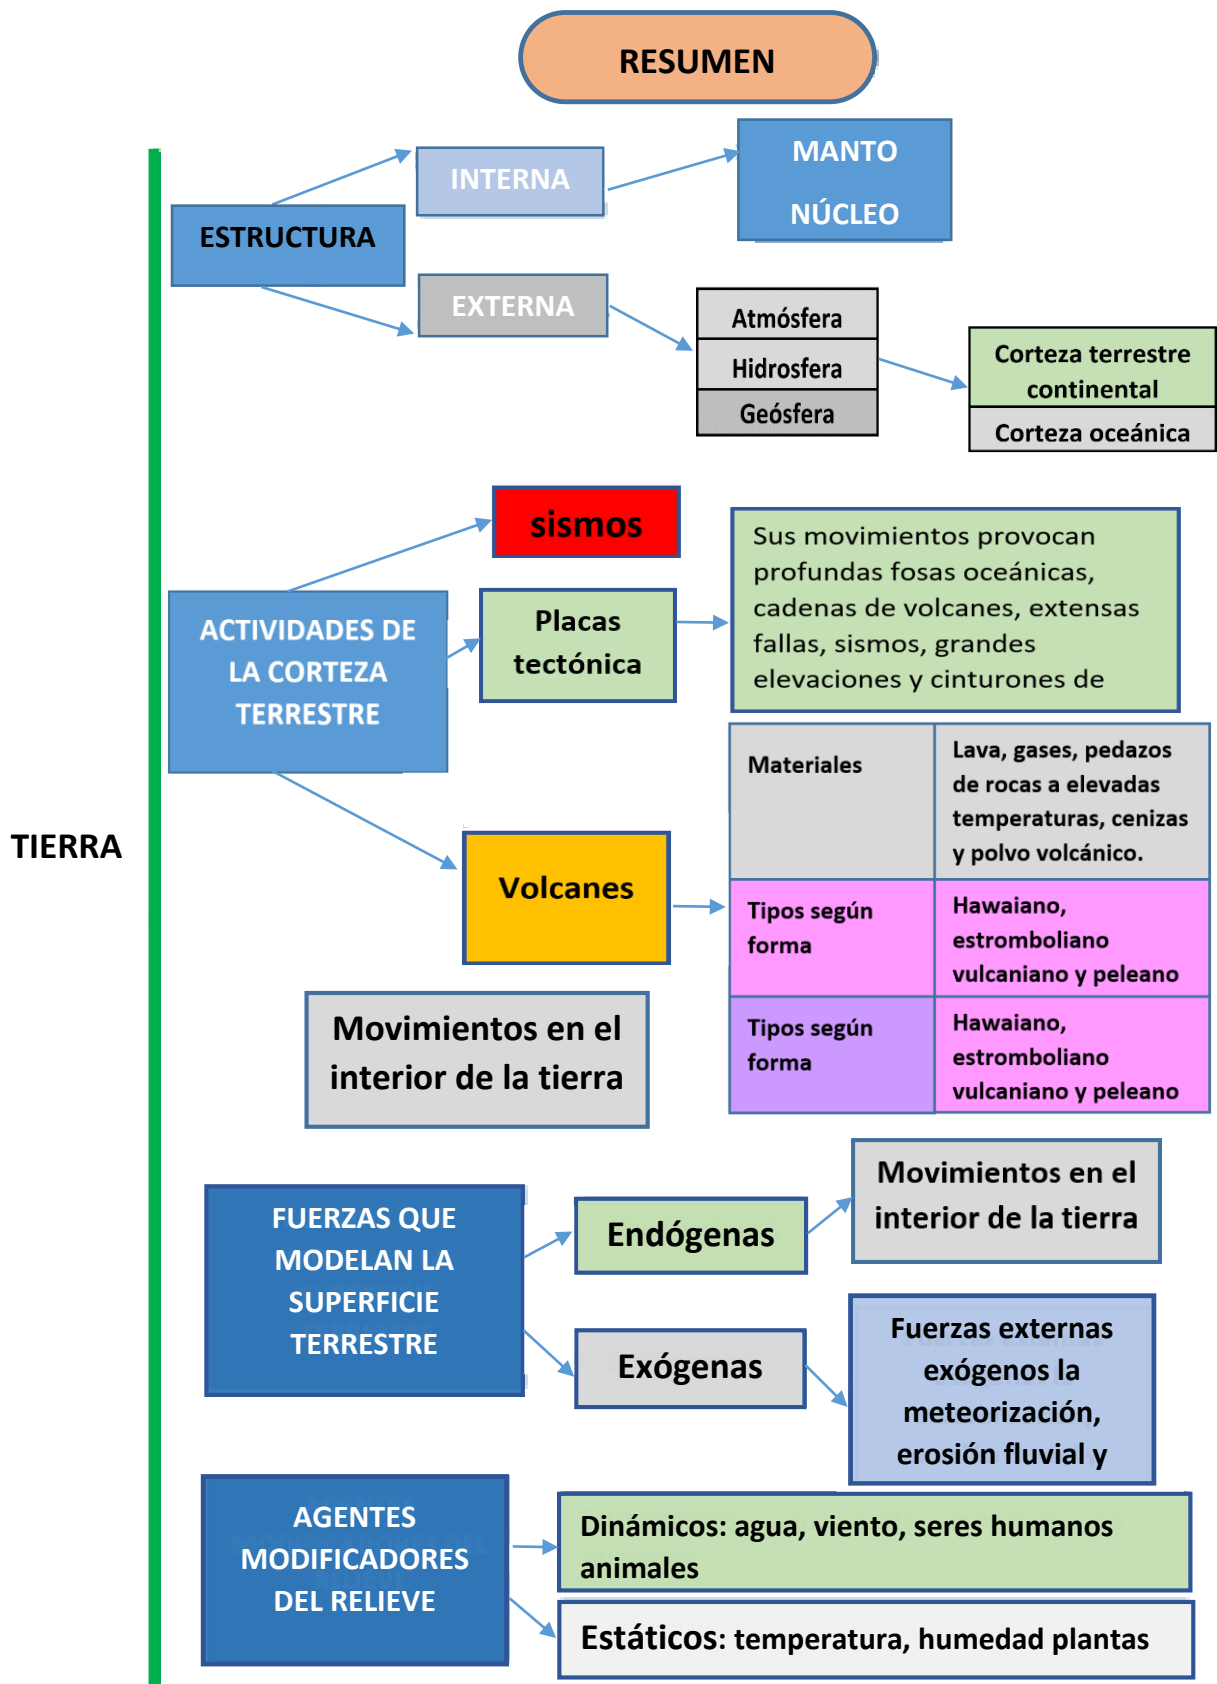 RESUMEN
TIERRA
ESTRUCTURA
INTERNA
MANTO
NÚCLEO
EXTERNA
Atmósfera
Hidrosfera
Geósfera
Corteza terrestre
continental
Corteza oceánica
ACTIVIDADES DE
LA CORTEZA
TERRESTRE
sismos
Placas
tectónica
Sus movimientos provocan
profundas fosas oceánicas,
cadenas de volcanes, extensas
fallas, sismos, grandes
elevaciones y cinturones de
Volcanes
Materiales
Lava, gases, pedazos
de rocas a elevadas
temperaturas, cenizas
y polvo volcánico.
Tipos según
forma
Hawaiano,
estromboliano
vulcaniano y peleano
Tipos según
forma
Hawaiano,
estromboliano
vulcaniano y peleano
Movimientos en el
interior de la tierra
FUERZAS QUE
MODELAN LA
SUPERFICIE
TERRESTRE
Endógenas
Movimientos en el
interior de la tierra
Exógenas
Fuerzas externas
exógenos la
meteorización,
erosión fluvial y
AGENTES
MODIFICADORES
DEL RELIEVE
Dinámicos: agua, viento, seres humanos
animales
Estáticos: temperatura, humedad plantas